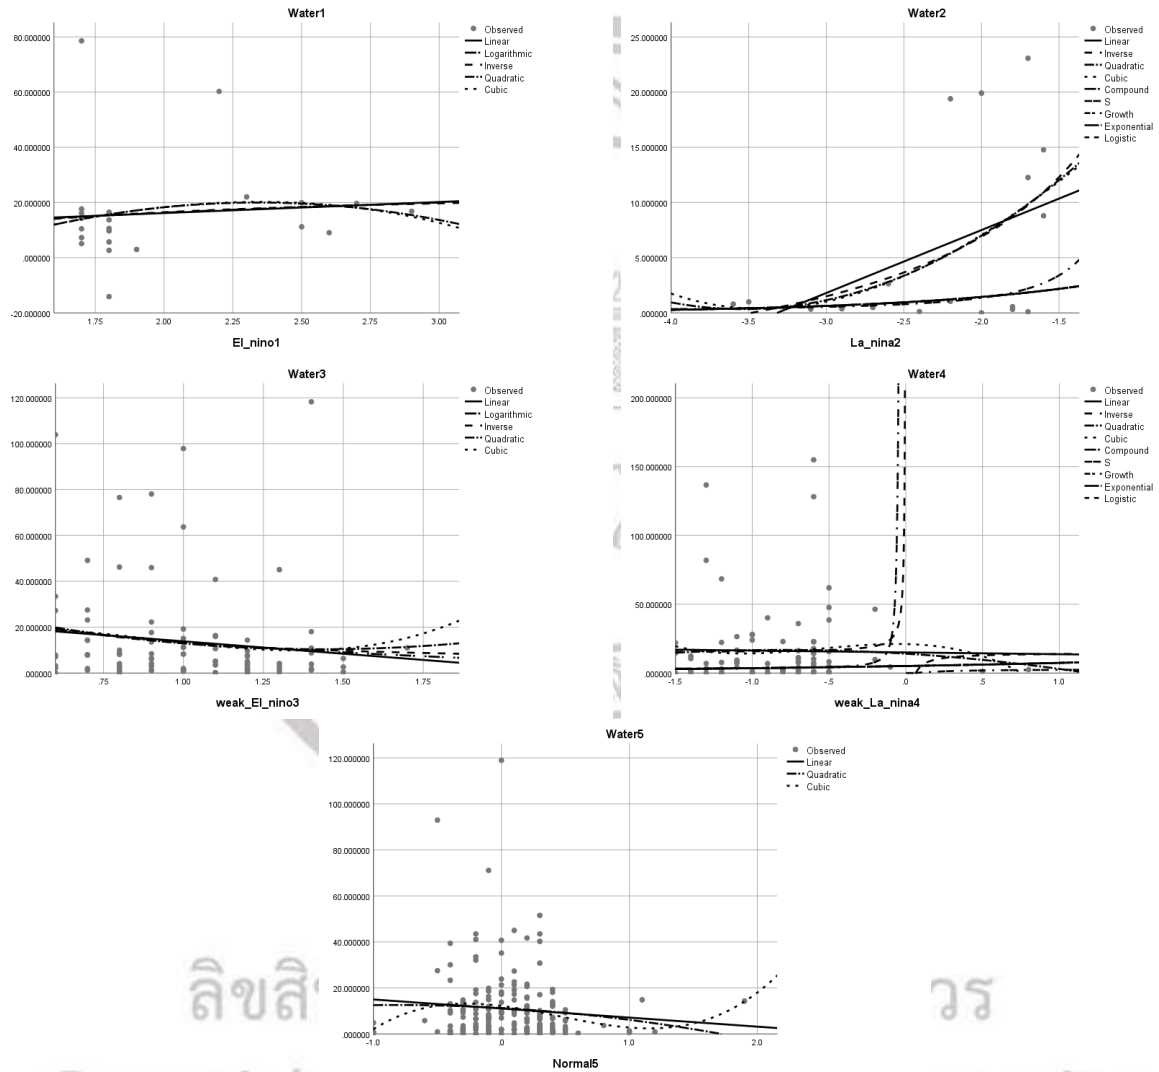 Water1
80.000000
60.000000
40.000000
20.000000
.000000
-20.000000
1.75
2.00
2.25
2.50
2.75
3.00
El_nino1
Observed
Linear
Logarithmic
Inverse
Quadratic
Cubic
Water2
25.000000
20.000000
15.000000
10.000000
5.000000
.000000
-4.0
-3.5
-3.0
-2.5
-2.0
-1.5
La_nina2
Observed
Linear
Inverse
Quadratic
Cubic
Compound
S
Growth
Exponential
Logistic
Water3
120.000000
100.000000
80.000000
60.000000
40.000000
20.000000
.000000
.75
1.00
1.25
1.50
1.75
weak_El_nino3
Observed
Linear
Logarithmic
Inverse
Quadratic
Cubic
Water4
200.000000
150.000000
100.000000
50.000000
.000000
-1.5
-1.0
-.5
.0
.5
1.0
weak_La_nina4
Observed
Linear
Inverse
Quadratic
Cubic
Compound
S
Growth
Exponential
Logistic
Water5
120.000000
100.000000
80.000000
60.000000
40.000000
20.000000
.000000
-1.0
.0
1.0
2.0
Normal5
Observed
Linear
Quadratic
Cubic